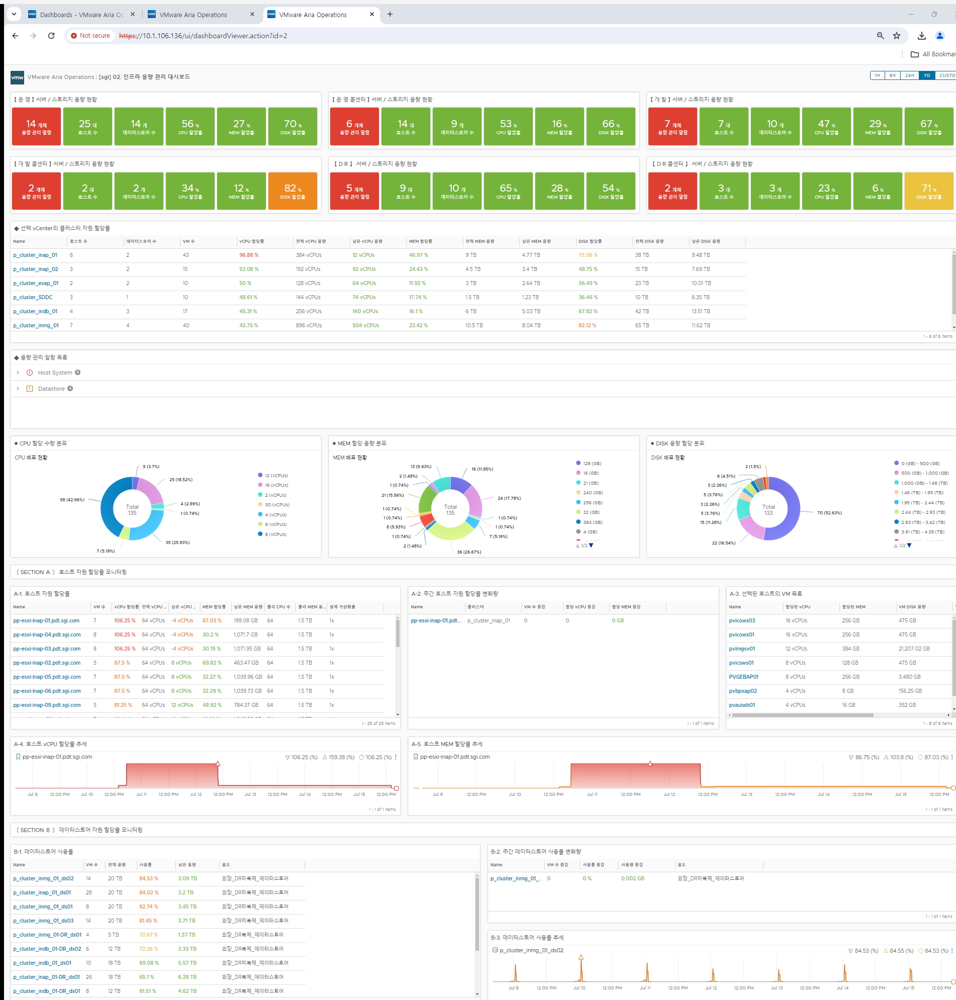 Dashboards - VMware Aria Op
VMware Aria Operations
VMware Aria Operations
Not secure https://10.1.106.136/ui/dashboardViewer.action?id=2
All Bookmar
vmw VMware Aria Operations : [sgi] 02. 인프라 용량 관리 대시보드
1H 6H 24H 7D CUSTO
【 운 영 】 서버 / 스토리지 용량 현황
14 개체 25 대 14 개 56 % 27 % 70 %
용량 관리 알람 호스트 수 데이터스토어 수 CPU 할당률 MEM 할당률 DISK 할당률
【 운 영 콜센터 】 서버 / 스토리지 용량 현황
6 개체 14 대 9 개 53 % 16 % 66 %
용량 관리 알람 호스트 수 데이터스토어 수 CPU 할당률 MEM 할당률 DISK 할당률
【 개 발 】 서버 / 스토리지 용량 현황
7 개체 7 대 10 개 47 % 29 % 67 %
용량 관리 알람 호스트 수 데이터스토어 수 CPU 할당률 MEM 할당률 DISK 할당률
【 개 발 콜센터 】 서버 / 스토리지 용량 현황
2 개체 2 대 2 개 34 % 12 % 82 %
용량 관리 알람 호스트 수 데이터스토어 수 CPU 할당률 MEM 할당률 DISK 할당률
【 D R 】 서버 / 스토리지 용량 현황
5 개체 9 대 10 개 65 % 28 % 54 %
용량 관리 알람 호스트 수 데이터스토어 수 CPU 할당률 MEM 할당률 DISK 할당률
【 D R 콜센터 】 서버 / 스토리지 용량 현황
2 개체 3 대 3 개 23 % 6 % 71 %
용량 관리 알람 호스트 수 데이터스토어 수 CPU 할당률 MEM 할당률 DISK 할당률
◆ 선택 vCenter의 클러스터 자원 할당률
Name 호스트 수 데이터스토어 수 VM 수 vCPU 할당률 전체 vCPU 용량 남은 vCPU 용량 MEM 할당률 전체 MEM 용량 남은 MEM 용량 DISK 할당률 전체 DISK 용량 남은 DISK 용량
p_cluster_inap_01 6 2 43 96.88 % 384 vCPUs 12 vCPUs 46.97 % 9 TB 4.77 TB 75.06 % 38 TB 9.48 TB
p_cluster_inap_02 3 2 15 52.08 % 192 vCPUs 92 vCPUs 24.43 % 4.5 TB 3.4 TB 48.75 % 15 TB 7.69 TB
p_cluster_exap_01 2 2 10 50 % 128 vCPUs 64 vCPUs 11.92 % 3 TB 2.64 TB 56.49 % 23 TB 10.01 TB
p_cluster_SDDC 3 1 10 48.61 % 144 vCPUs 74 vCPUs 17.74 % 1.5 TB 1.23 TB 36.46 % 10 TB 6.35 TB
p_cluster_indb_01 4 3 17 45.31 % 256 vCPUs 140 vCPUs 16.1 % 6 TB 5.03 TB 67.82 % 42 TB 13.51 TB
p_cluster_inmg_01 7 4 40 43.75 % 896 vCPUs 504 vCPUs 23.42 % 10.5 TB 8.04 TB 82.12 % 65 TB 11.62 TB
1 - 6 of 6 items
◆ 용량 관리 알람 목록
Host System 9
Datastore 6
◆ CPU 할당 수량 분포
CPU 배포 현황
5 (3.7%)
25 (18.52%)
58 (42.96%)
4 (2.96%)
Total
135
1 (0.74%)
35 (25.93%)
7 (5.19%)
12 (vCPUs)
16 (vCPUs)
2 (vCPUs)
30 (vCPUs)
4 (vCPUs)
6 (vCPUs)
8 (vCPUs)
◆ MEM 할당 용량 분포
MEM 배포 현황
13 (9.63%)
16 (11.85%)
2 (1.48%)
1 (0.74%)
21 (15.56%)
24 (17.78%)
1 (0.74%)
Total
135
1 (0.74%)
1 (0.74%)
8 (5.93%)
1 (0.74%)
1 (0.74%)
7 (5.19%)
2 (1.48%)
36 (26.67%)
128 (GB)
16 (GB)
21 (GB)
240 (GB)
256 (GB)
32 (GB)
384 (GB)
4 (GB)
1/2
◆ DISK 용량 할당 분포
DISK 배포 현황
2 (1.5%)
6 (4.51%)
3 (2.26%)
5 (3.76%)
3 (2.26%)
5 (3.76%)
15 (11.28%)
Total
133
70 (52.63%)
22 (16.54%)
0 (GB) - 500 (GB)
500 (GB) - 1,000 (GB)
1,000 (GB) - 1.46 (TB)
1.46 (TB) - 1.95 (TB)
1.95 (TB) - 2.44 (TB)
2.44 (TB) - 2.93 (TB)
2.93 (TB) - 3.42 (TB)
3.91 (TB) - 4.39 (TB)
1/2
〔 SECTION A 〕 호스트 자원 할당률 모니터링
A-1. 호스트 자원 할당률
Name VM 수 vCPU 할당률 전체 vCPU ... 남은 vCPU ... MEM 할당률 남은 MEM 용량 물리 CPU 수 물리 MEM 용... 설계 가상화율
pp-esxi-inap-01.pdt.sgi.com 7 106.25 % 64 vCPUs -4 vCPUs 87.03 % 199.08 GB 64 1.5 TB 1x
pp-esxi-inap-04.pdt.sgi.com 8 106.25 % 64 vCPUs -4 vCPUs 30.2 % 1,071.7 GB 64 1.5 TB 1x
pp-esxi-inap-03.pdt.sgi.com 8 106.25 % 64 vCPUs -4 vCPUs 30.19 % 1,071.95 GB 64 1.5 TB 1x
pp-esxi-inap-02.pdt.sgi.com 5 87.5 % 64 vCPUs 8 vCPUs 69.82 % 463.47 GB 64 1.5 TB 1x
pp-esxi-inap-05.pdt.sgi.com 7 87.5 % 64 vCPUs 8 vCPUs 32.27 % 1,039.96 GB 64 1.5 TB 1x
pp-esxi-inap-06.pdt.sgi.com 7 87.5 % 64 vCPUs 8 vCPUs 32.29 % 1,039.73 GB 64 1.5 TB 1x
pp-esxi-inap-09.pdt.sgi.com 5 81.25 % 64 vCPUs 12 vCPUs 48.92 % 784.37 GB 64 1.5 TB 1x
1 - 25 of 25 items
A-2. 주간 호스트 자원 할당률 변화량
Name 클러스터 VM 수 증감 할당 vCPU 증감 할당 MEM 증감
pp-esxi-inap-01.pdt... p_cluster_inap_01 0 0 0 GB
1 - 1 of 1 items
A-3. 선택된 호스트의 VM 목록
Name 할당된 vCPU 할당된 MEM VM DISK 용량
pvicows03 16 vCPUs 256 GB 475 GB
pvicows01 16 vCPUs 256 GB 475 GB
pvimgsv01 12 vCPUs 384 GB 21,207.02 GB
pvicsws01 8 vCPUs 128 GB 475 GB
PVGEBAP01 8 vCPUs 256 GB 3,480 GB
pvbpxap02 4 vCPUs 8 GB 156.25 GB
pvauiwb01 4 vCPUs 16 GB 352 GB
1 - 8 of 8 items
A-4. 호스트 vCPU 할당률 추세
pp-esxi-inap-01.pdt.sgi.com 106.25 (%) 159.38 (%) 106.25 (%)
Jul 9 12:00 PM Jul 10 12:00 PM Jul 11 12:00 PM Jul 12 12:00 PM Jul 13 12:00 PM Jul 14 12:00 PM Jul 15 12:00 PM
1 - 1 of 1 items
A-5. 호스트 MEM 할당률 추세
pp-esxi-inap-01.pdt.sgi.com 86.75 (%) 103.8 (%) 87.03 (%)
Jul 9 12:00 PM Jul 10 12:00 PM Jul 11 12:00 PM Jul 12 12:00 PM Jul 13 12:00 PM Jul 14 12:00 PM Jul 15 12:00 PM
1 - 1 of 1 items
〔 SECTION B 〕 데이터스토어 자원 할당률 모니터링
B-1. 데이터스토어 사용률
Name VM 수 전체 용량 사용률 남은 용량 용도
p_cluster_inmg_01_ds02 14 20 TB 84.53 % 3.09 TB 외장_DR미복제_데이터스토어
p_cluster_inap_01_ds01 28 20 TB 84.02 % 3.2 TB 외장_DR미복제_데이터스토어
p_cluster_inmg_01_ds01 8 20 TB 82.74 % 3.45 TB 외장_DR미복제_데이터스토어
p_cluster_inmg_01_ds03 14 20 TB 81.45 % 3.71 TB 외장_DR미복제_데이터스토어
p_cluster_inmg_01-DR_ds01 4 5 TB 72.67 % 1.37 TB 외장_DR복제_데이터스토어
p_cluster_indb_01-DR_ds02 6 12 TB 72.26 % 3.33 TB 외장_DR복제_데이터스토어
p_cluster_indb_01_ds01 10 18 TB 69.08 % 5.57 TB 외장_DR미복제_데이터스토어
p_cluster_inap_01-DR_ds01 26 18 TB 65.1 % 6.28 TB 외장_DR복제_데이터스토어
p_cluster_indb_01-DR_ds01 8 12 TB 61.51 % 4.62 TB 외장_DR복제_데이터스토어
B-2. 주간 데이터스토어 사용률 변화량
Name VM 수 증감 사용률 증감 사용량 증감 용도
p_cluster_inmg_01_... 0 0 % 0.002 GB 외장_DR미복제_데이터스토어
1 - 1 of 1 items
B-3. 데이터스토어 사용률 추세
p_cluster_inmg_01_ds02 84.53 (%) 84.55 (%) 84.53 (%)
Jul 9 12:00 PM Jul 10 12:00 PM Jul 11 12:00 PM Jul 12 12:00 PM Jul 13 12:00 PM Jul 14 12:00 PM Jul 15 12:00 PM